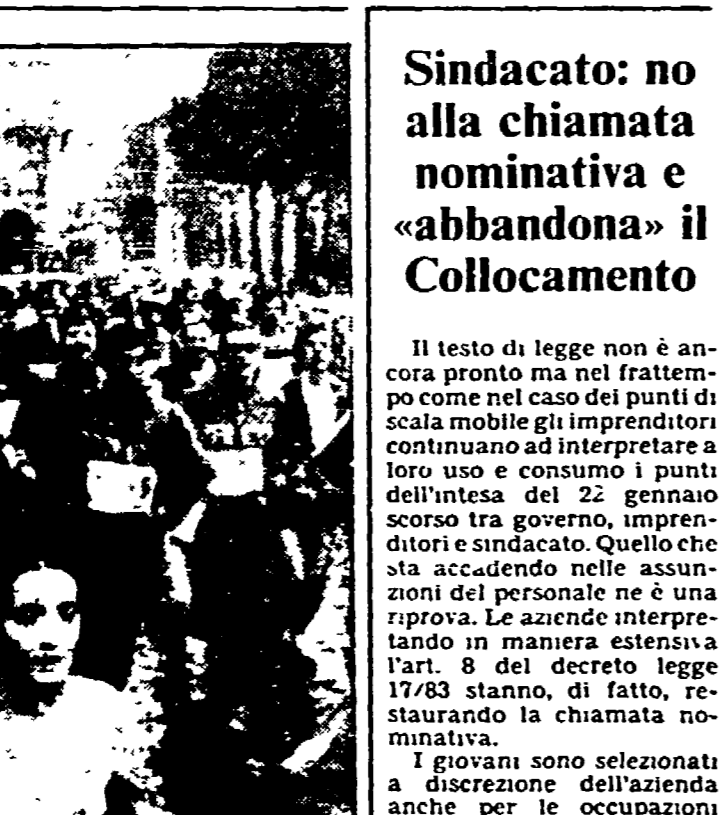 Sindacato: no
alla chiamata
nominativa e
«abbandona» il
Collocamento
Il testo di legge non è an-
cora pronto ma nel frattem-
po come nel caso dei punti di
scala mobile gli imprenditori
continuano ad interpretare a
loro uso e consumo i punti
dell'intesa del 22 gennaio
scorso tra governo, impren-
ditori e sindacato. Quello che
sta accadendo nelle assun-
zioni del personale ne è una
riprova. Le aziende interpre-
tando in maniera estensiva
l'art. 8 del decreto legge
17/83 stanno, di fatto, re-
staurando la chiamata no-
minativa.
I giovani sono selezionati
a discrezione dell'azienda
anche per le occupazioni